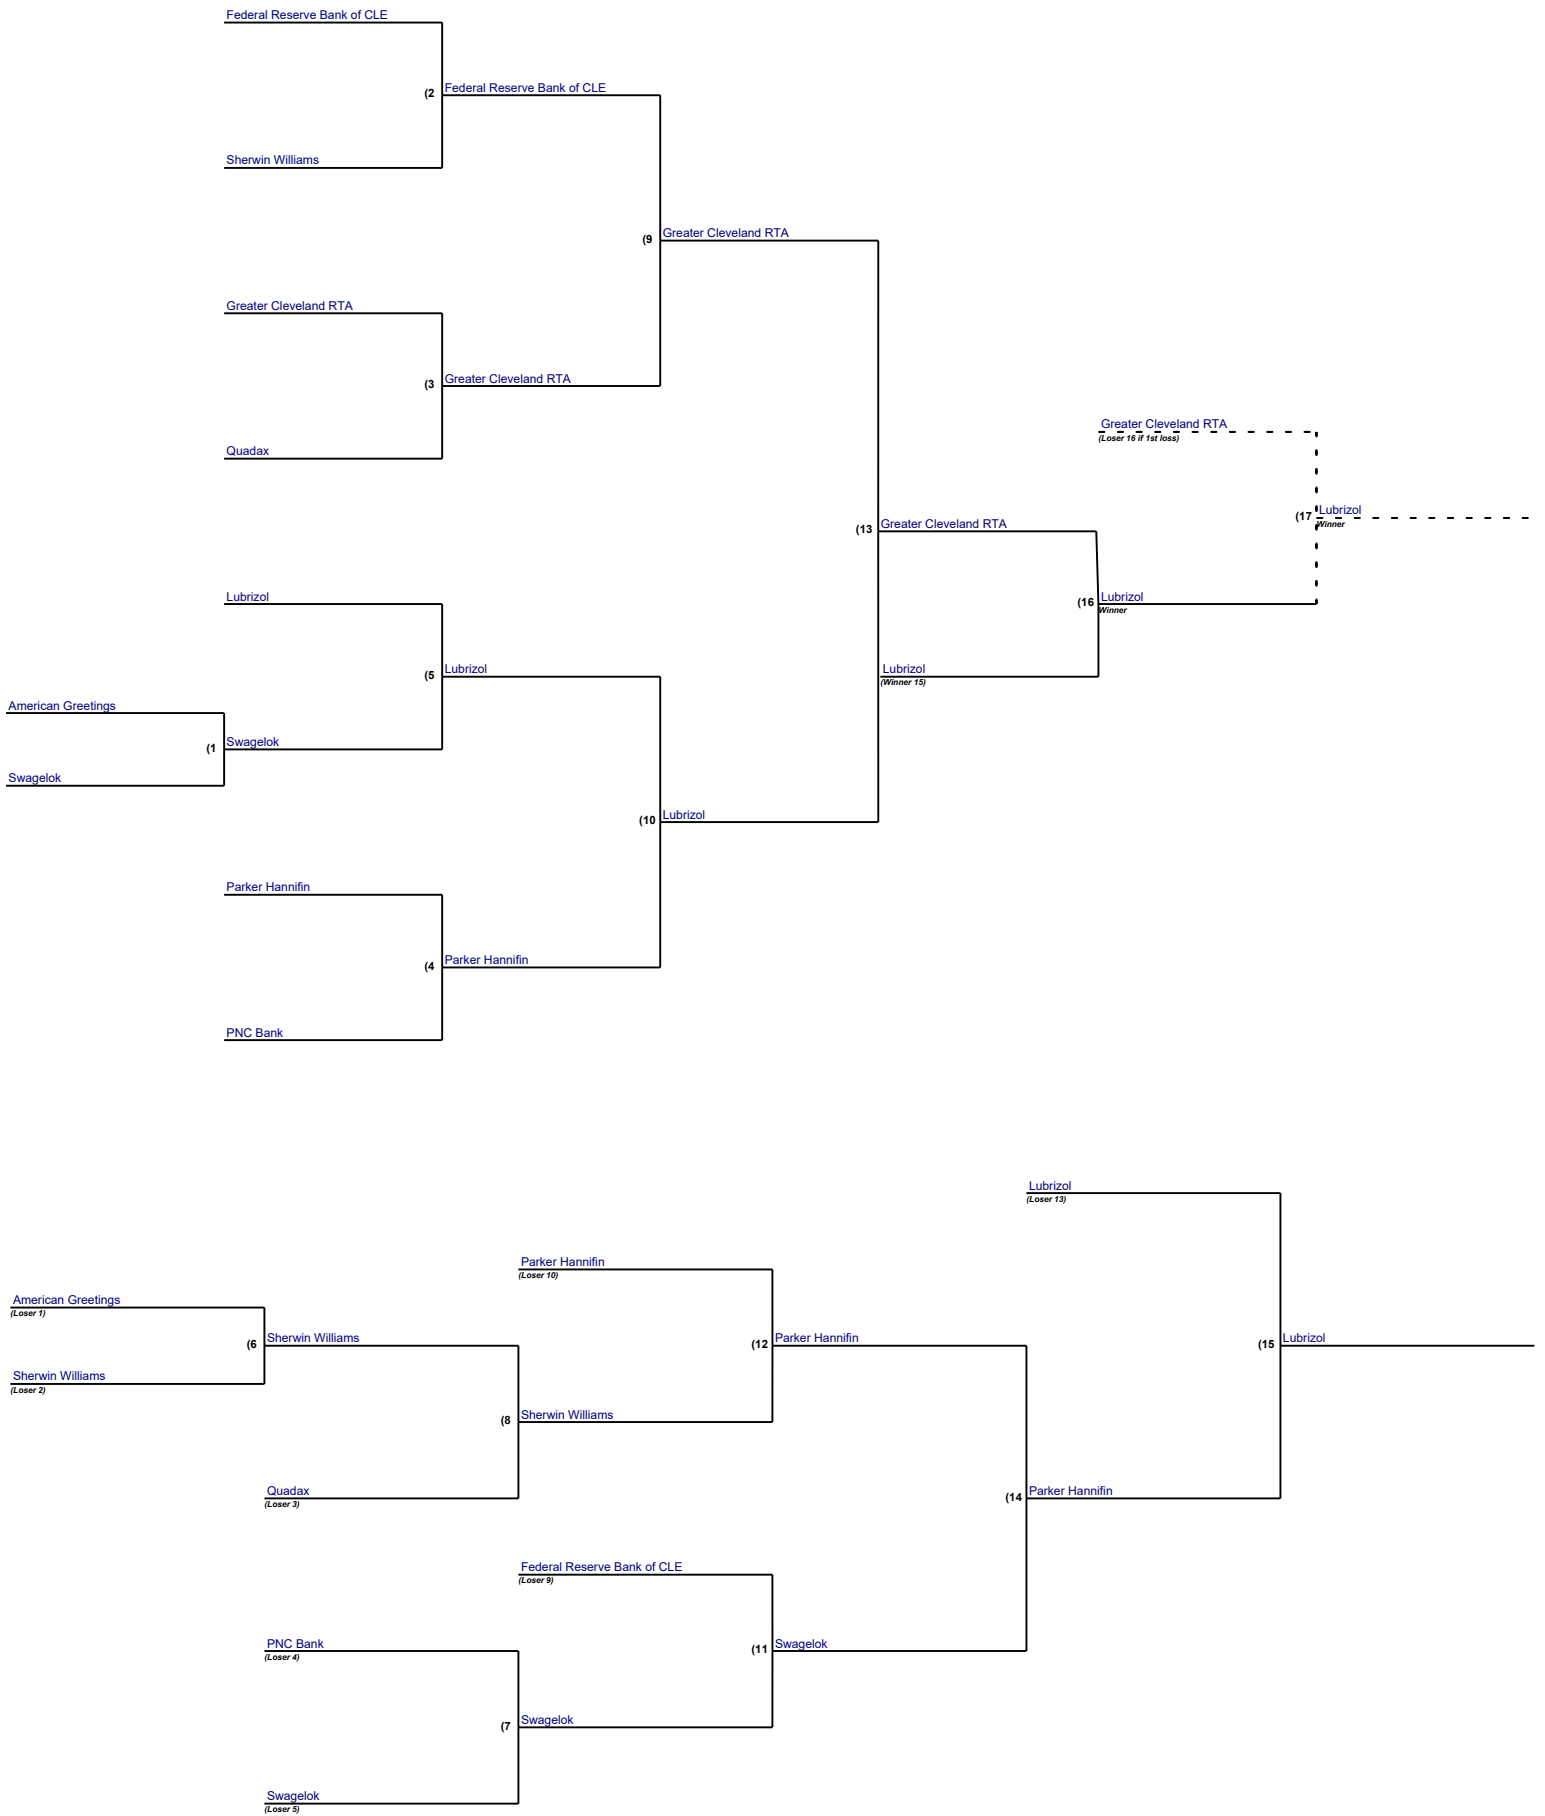 Federal Reserve Bank of CLE
(2
Federal Reserve Bank of CLE
Sherwin Williams
(9
Greater Cleveland RTA
Greater Cleveland RTA
(3
Greater Cleveland RTA
Quadax
Greater Cleveland RTA
(Loser 16 if 1st loss)
(17
Lubrizol
Winner
(13
Greater Cleveland RTA
Lubrizol
(16
Lubrizol
Winner
(5
Lubrizol
Lubrizol
(Winner 15)
American Greetings
(1
Swagelok
Swagelok
(10
Lubrizol
Parker Hannifin
(4
Parker Hannifin
PNC Bank
Lubrizol
(Loser 13)
Parker Hannifin
(Loser 10)
American Greetings
(Loser 1)
(6
Sherwin Williams
(12
Parker Hannifin
(15
Lubrizol
Sherwin Williams
(Loser 2)
(8
Sherwin Williams
Quadax
(Loser 3)
(14
Parker Hannifin
Federal Reserve Bank of CLE
(Loser 9)
PNC Bank
(Loser 4)
(11
Swagelok
(7
Swagelok
Swagelok
(Loser 5)